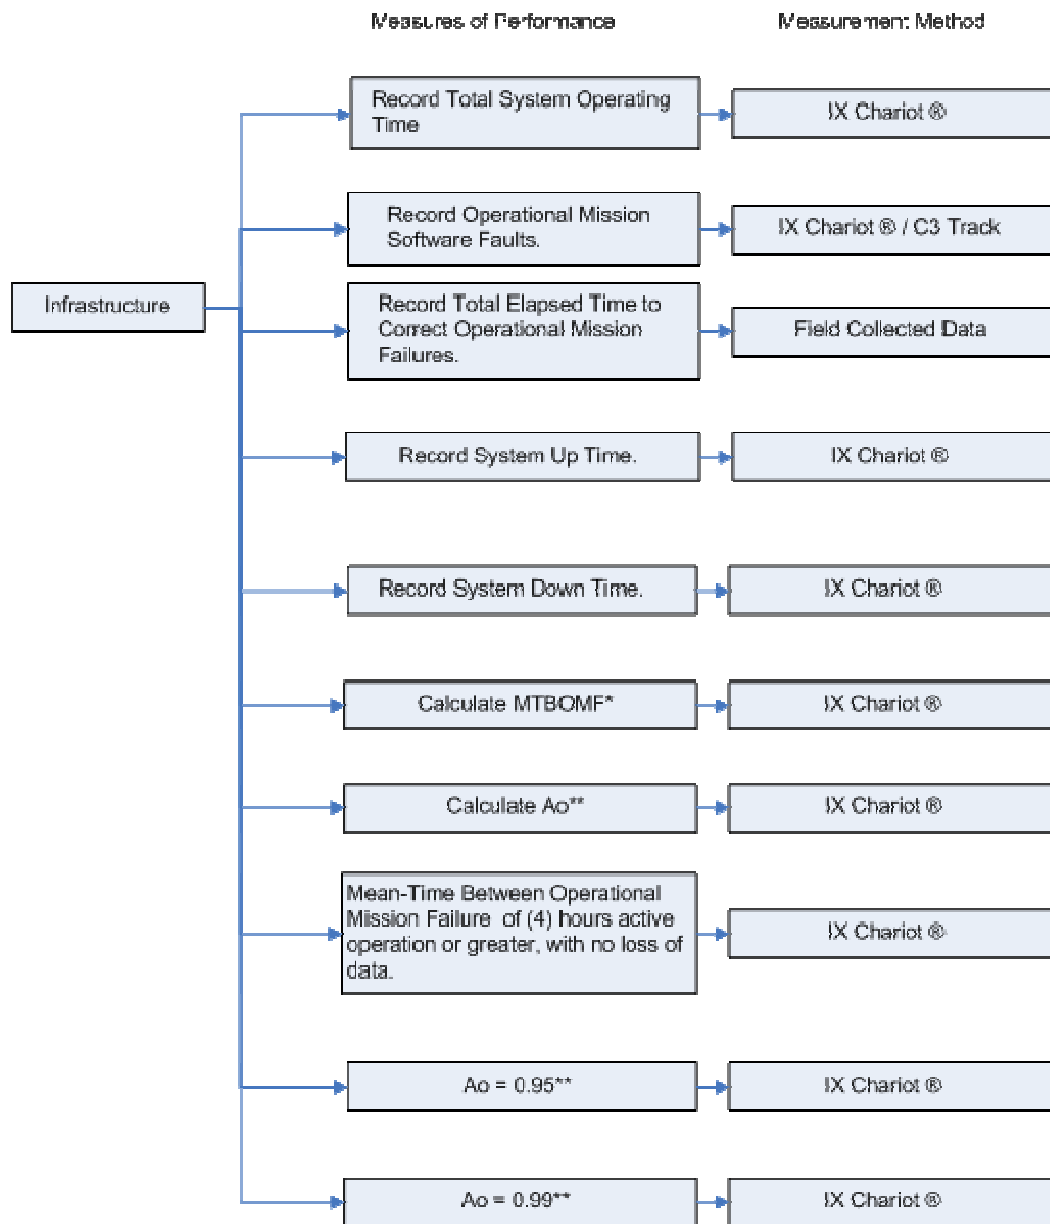 Measures of Performance
Measurement Method
Record Total System Operating
Time
IX Chariot ®
Record Operational Mission
Software Faults.
IX Chariot ® / C3 Track
Infrastructure
Record Total Elapsed Time to
Correct Operational Mission
Failures.
Field Collected Data
Record System Up Time.
IX Chariot ®
Record System Down Time.
IX Chariot ®
Calculate MTBOMF*
IX Chariot ®
Calculate Ao**
IX Chariot ®
Mean-Time Between Operational
Mission Failure of (4) hours active
operation or greater, with no loss of
data.
IX Chariot ®
Ao = 0.95**
IX Chariot ®
Ao = 0.99**
IX Chariot ®